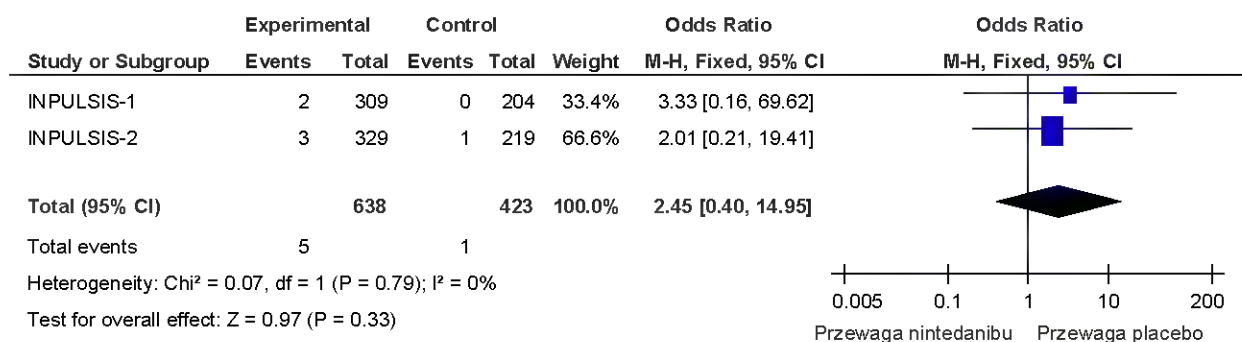 Experimental Control Odds Ratio Odds Ratio
Study or Subgroup Events Total Events Total Weight M-H, Fixed, 95% CI M-H, Fixed, 95% CI
INPULSIS-1 2 309 0 204 33.4% 3.33 [0.16, 69.62]
INPULSIS-2 3 329 1 219 66.6% 2.01 [0.21, 19.41]
Total (95% CI) 638 423 100.0% 2.45 [0.40, 14.95]
Total events 5 1
Heterogeneity: Chi² = 0.07, df = 1 (P = 0.79); I² = 0%
Test for overall effect: Z = 0.97 (P = 0.33)
0.005 0.1 1 10 200
Przewaga nintedanibu Przewaga placebo